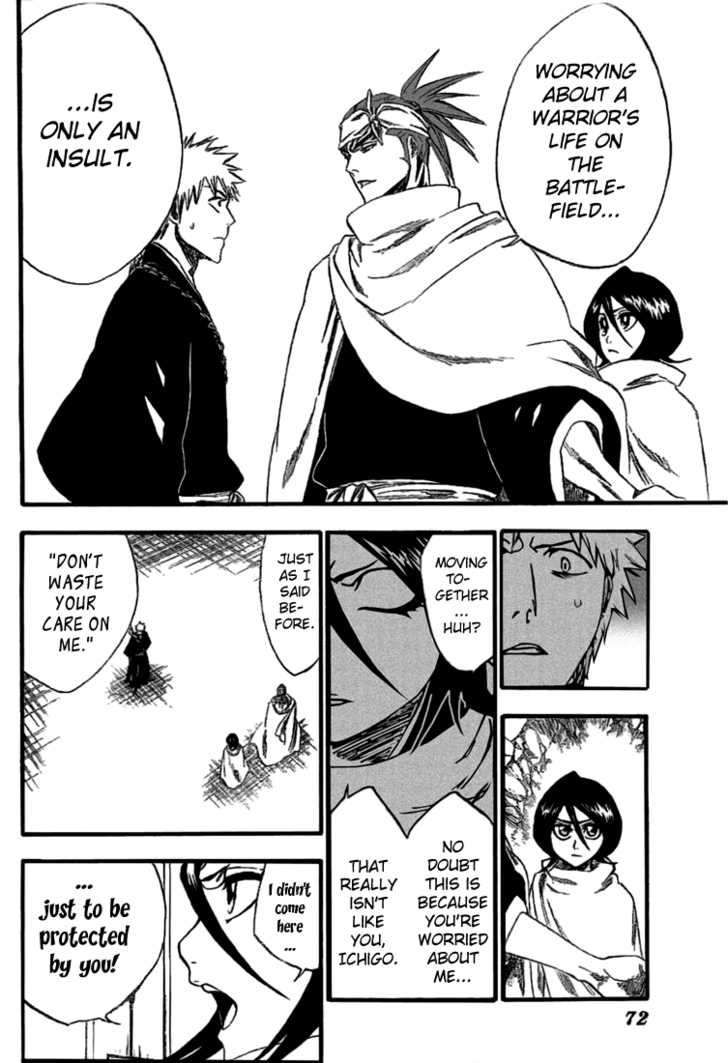 WORRYING
ABOUT A
WARRIOR'S
LIFE ON
THE
BATTLE-
FIELD...
...IS
ONLY AN
INSULT.
MOVING
TO-
GETHER
...
HUH?
NO
DOUBT
THIS IS
BECAUSE
YOU'RE
WORRIED
ABOUT
ME...
THAT
REALLY
ISN'T
LIKE
YOU,
ICHIGO.
JUST
AS I
SAID
BE-
FORE.
"DON'T
WASTE
YOUR
CARE ON
ME."
I didn't
come
here
...
...
just to be
protected
by you!
72